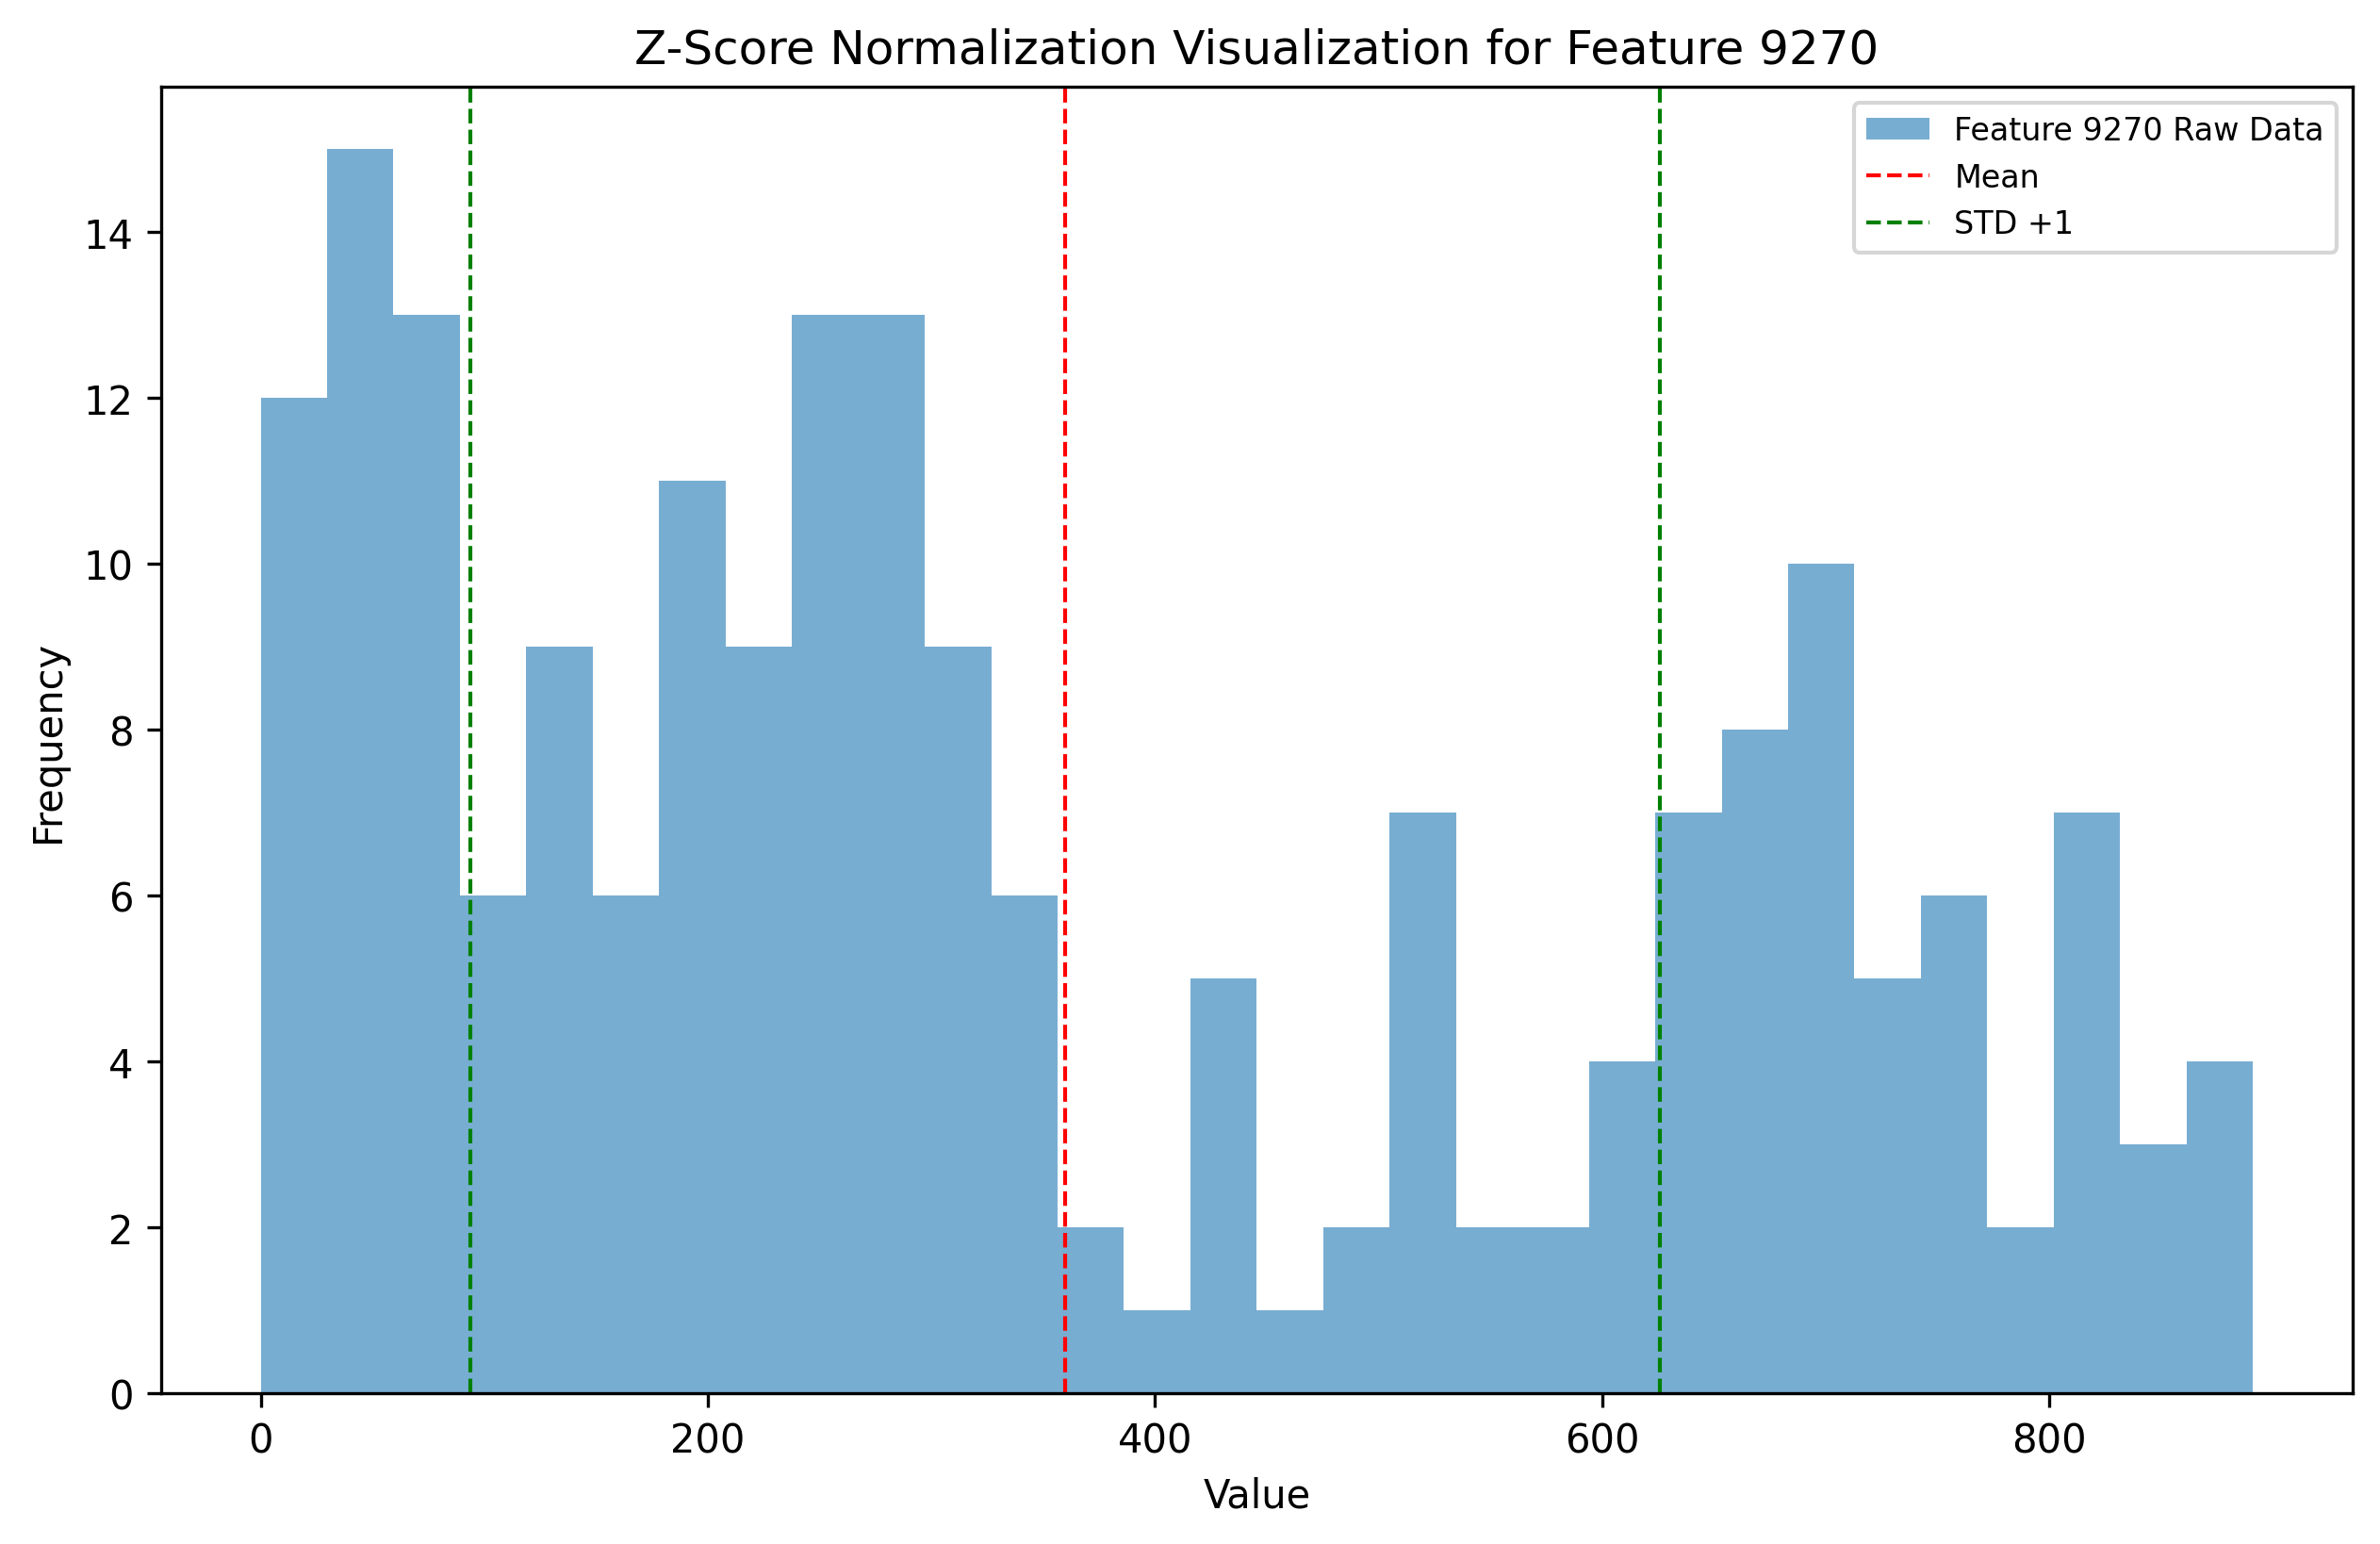 Z-Score Normalization Visualization for Feature 9270
Feature 9270 Raw Data
Mean
STD +1
14
12
10
8
6
4
2
0
Frequency
0 200 400 600 800
Value